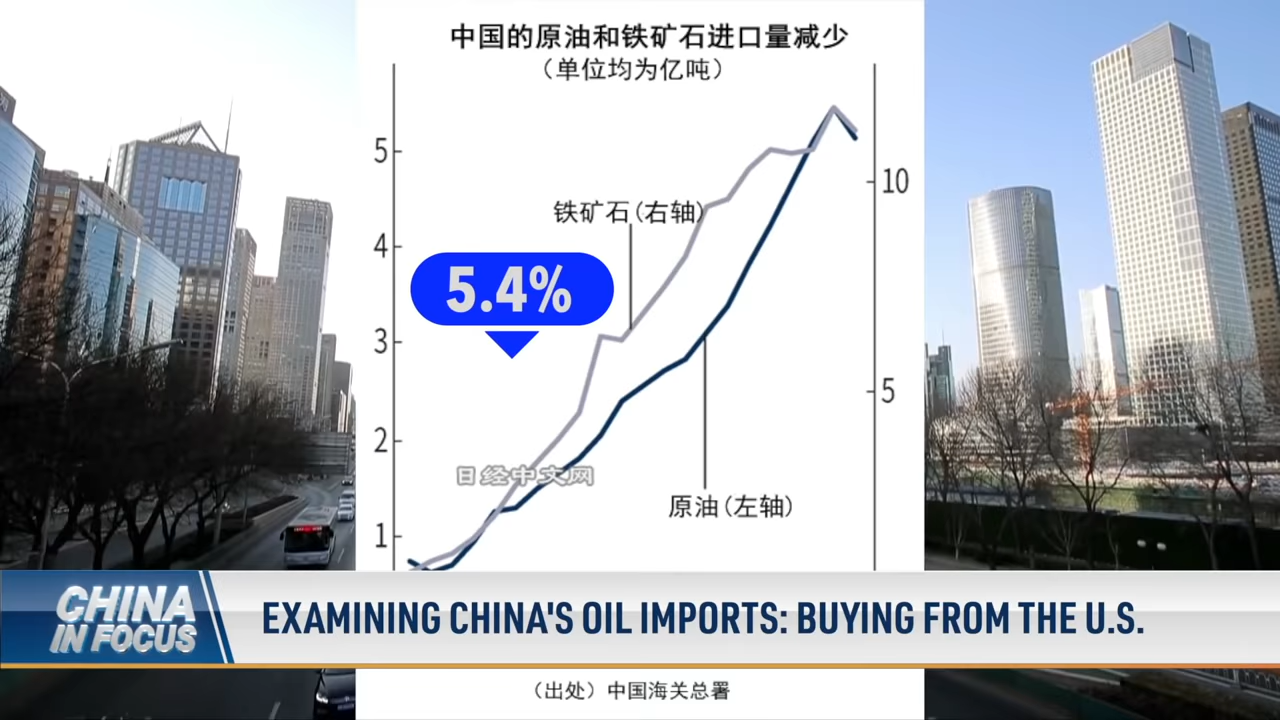 中国的原油和铁矿石进口量减少
（单位均为亿吨）
5
4
3
2
1
10
5
铁矿石(右轴)
5.4%
日经中文网
原油(左轴)
CHINA
IN FOCUS
EXAMINING CHINA'S OIL IMPORTS: BUYING FROM THE U.S.
（出处）中国海关总署